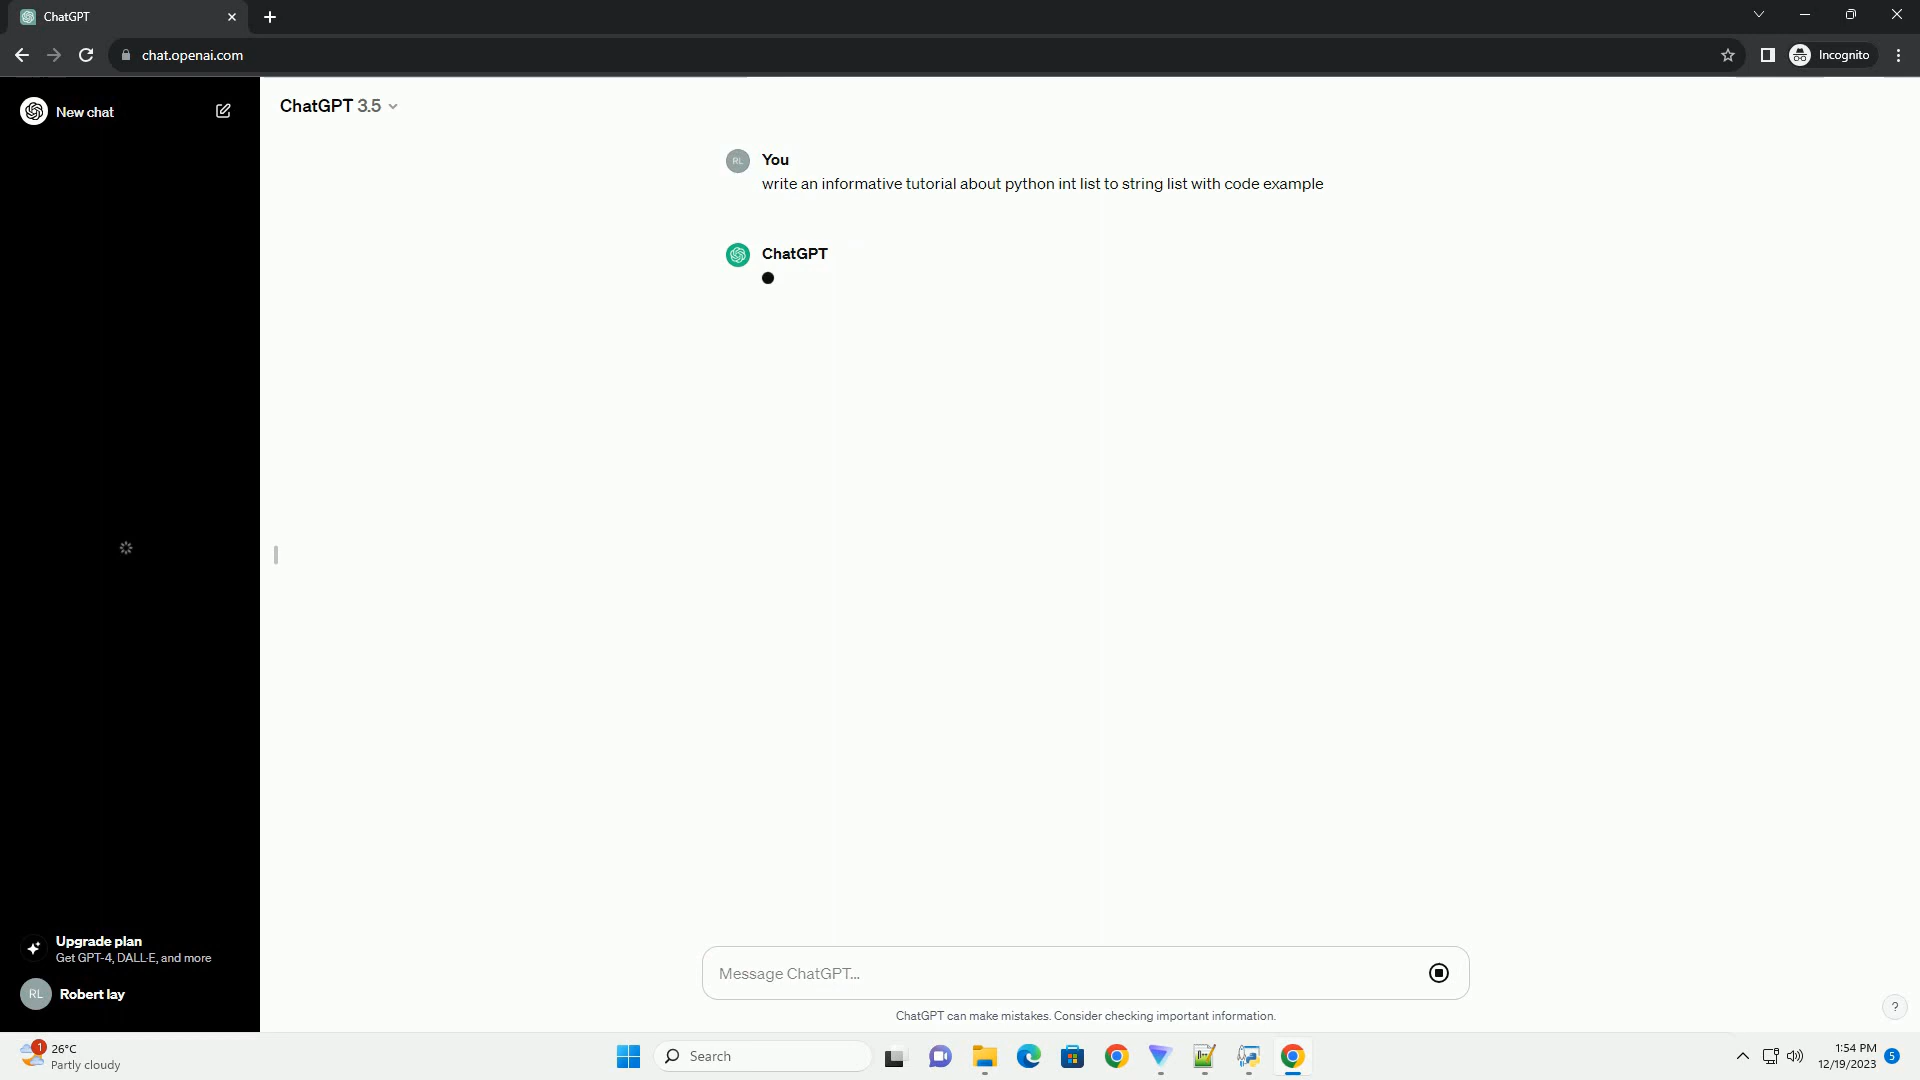 ChatGPT
chat.openai.com
Incognito
New chat
ChatGPT 3.5
RL
You
write an informative tutorial about python int list to string list with code example
ChatGPT
Upgrade plan
Get GPT-4, DALL·E, and more
RL
Robert lay
Message ChatGPT...
ChatGPT can make mistakes. Consider checking important information.
?
1
26°C
Partly cloudy
Search
1:54 PM
12/19/2023
5